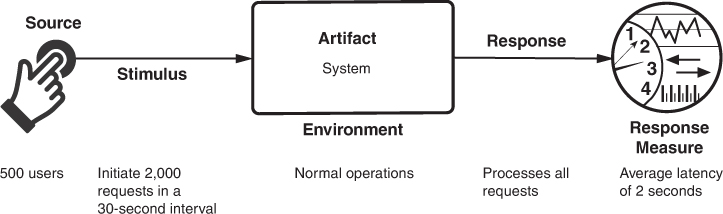 Source
Stimulus
Artifact
System
Environment
Response
1
2
3
4
Response
Measure
500 users
Initiate 2,000
requests in a
30-second interval
Normal operations
Processes all
requests
Average latency
of 2 seconds